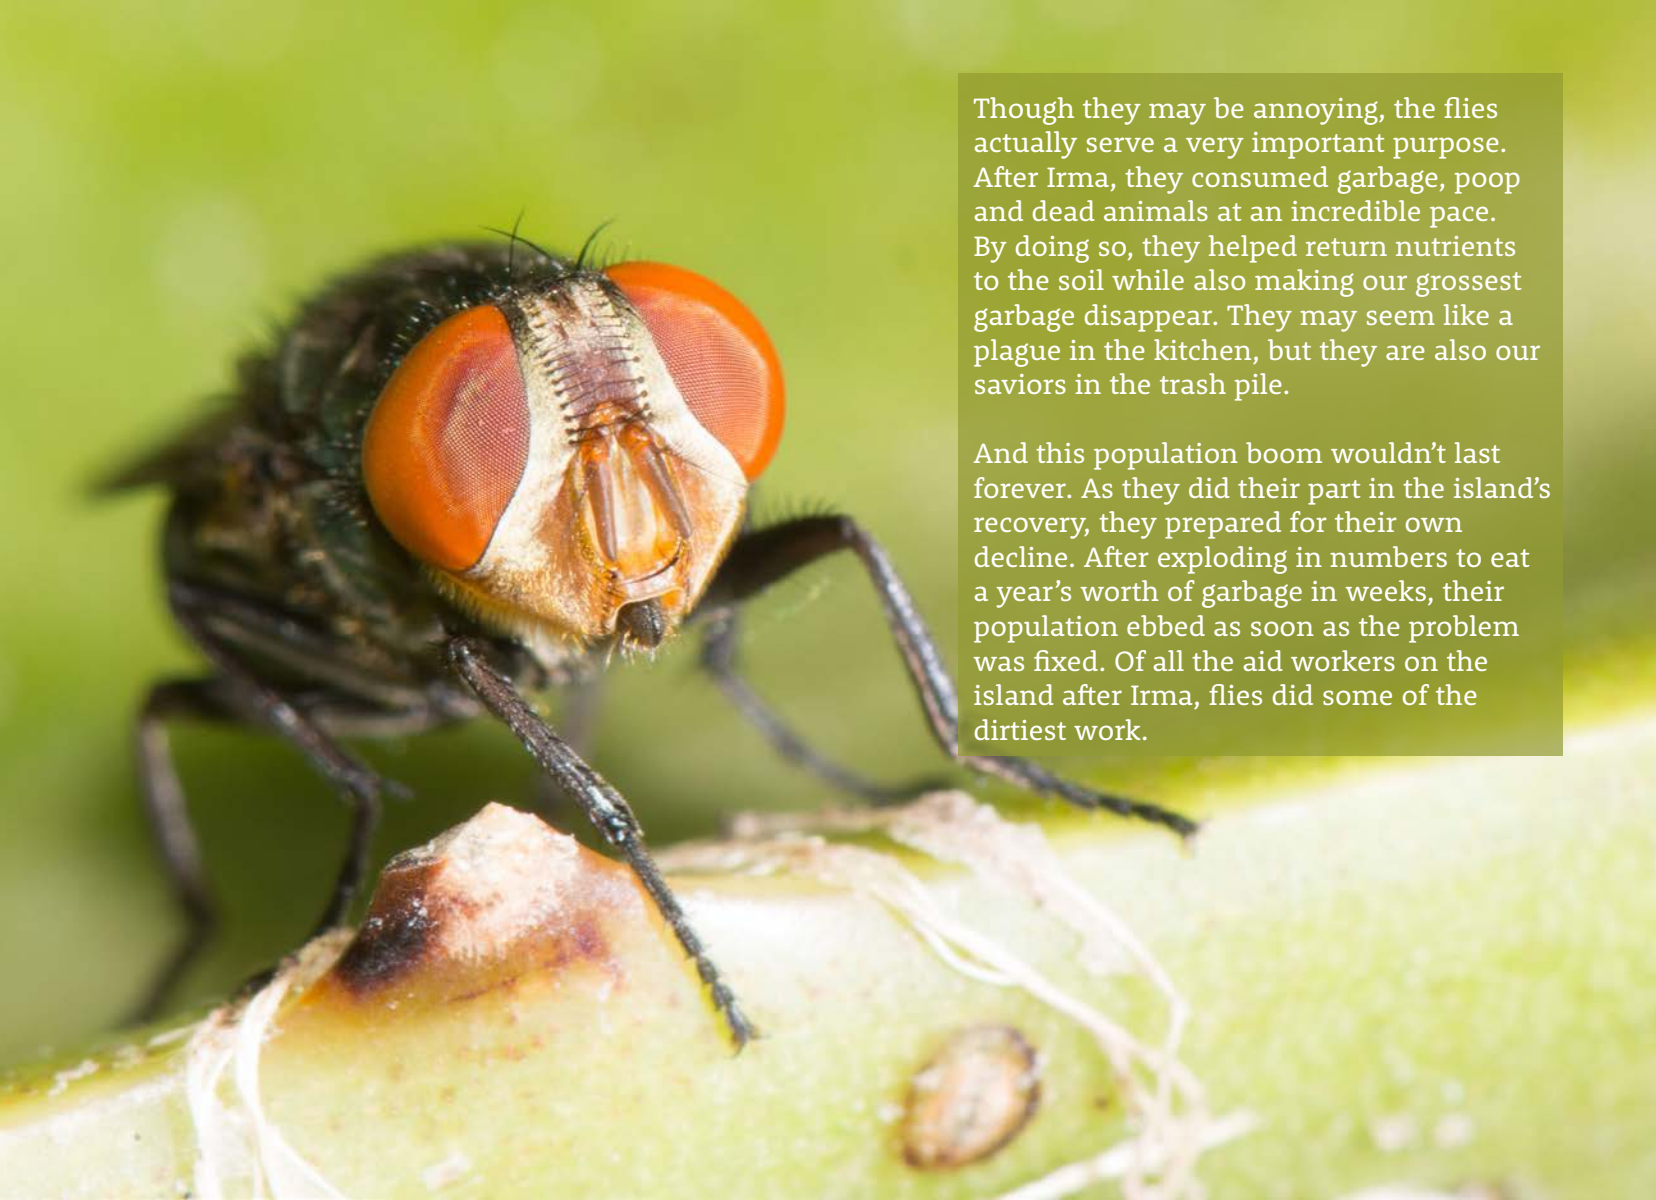 Though they may be annoying, the flies
actually serve a very important purpose.
After Irma, they consumed garbage, poop
and dead animals at an incredible pace.
By doing so, they helped return nutrients
to the soil while also making our grossest
garbage disappear. They may seem like a
plague in the kitchen, but they are also our
saviors in the trash pile.
And this population boom wouldn’t last
forever. As they did their part in the island’s
recovery, they prepared for their own
decline. After exploding in numbers to eat
a year’s worth of garbage in weeks, their
population ebbed as soon as the problem
was fixed. Of all the aid workers on the
island after Irma, flies did some of the
dirtiest work.